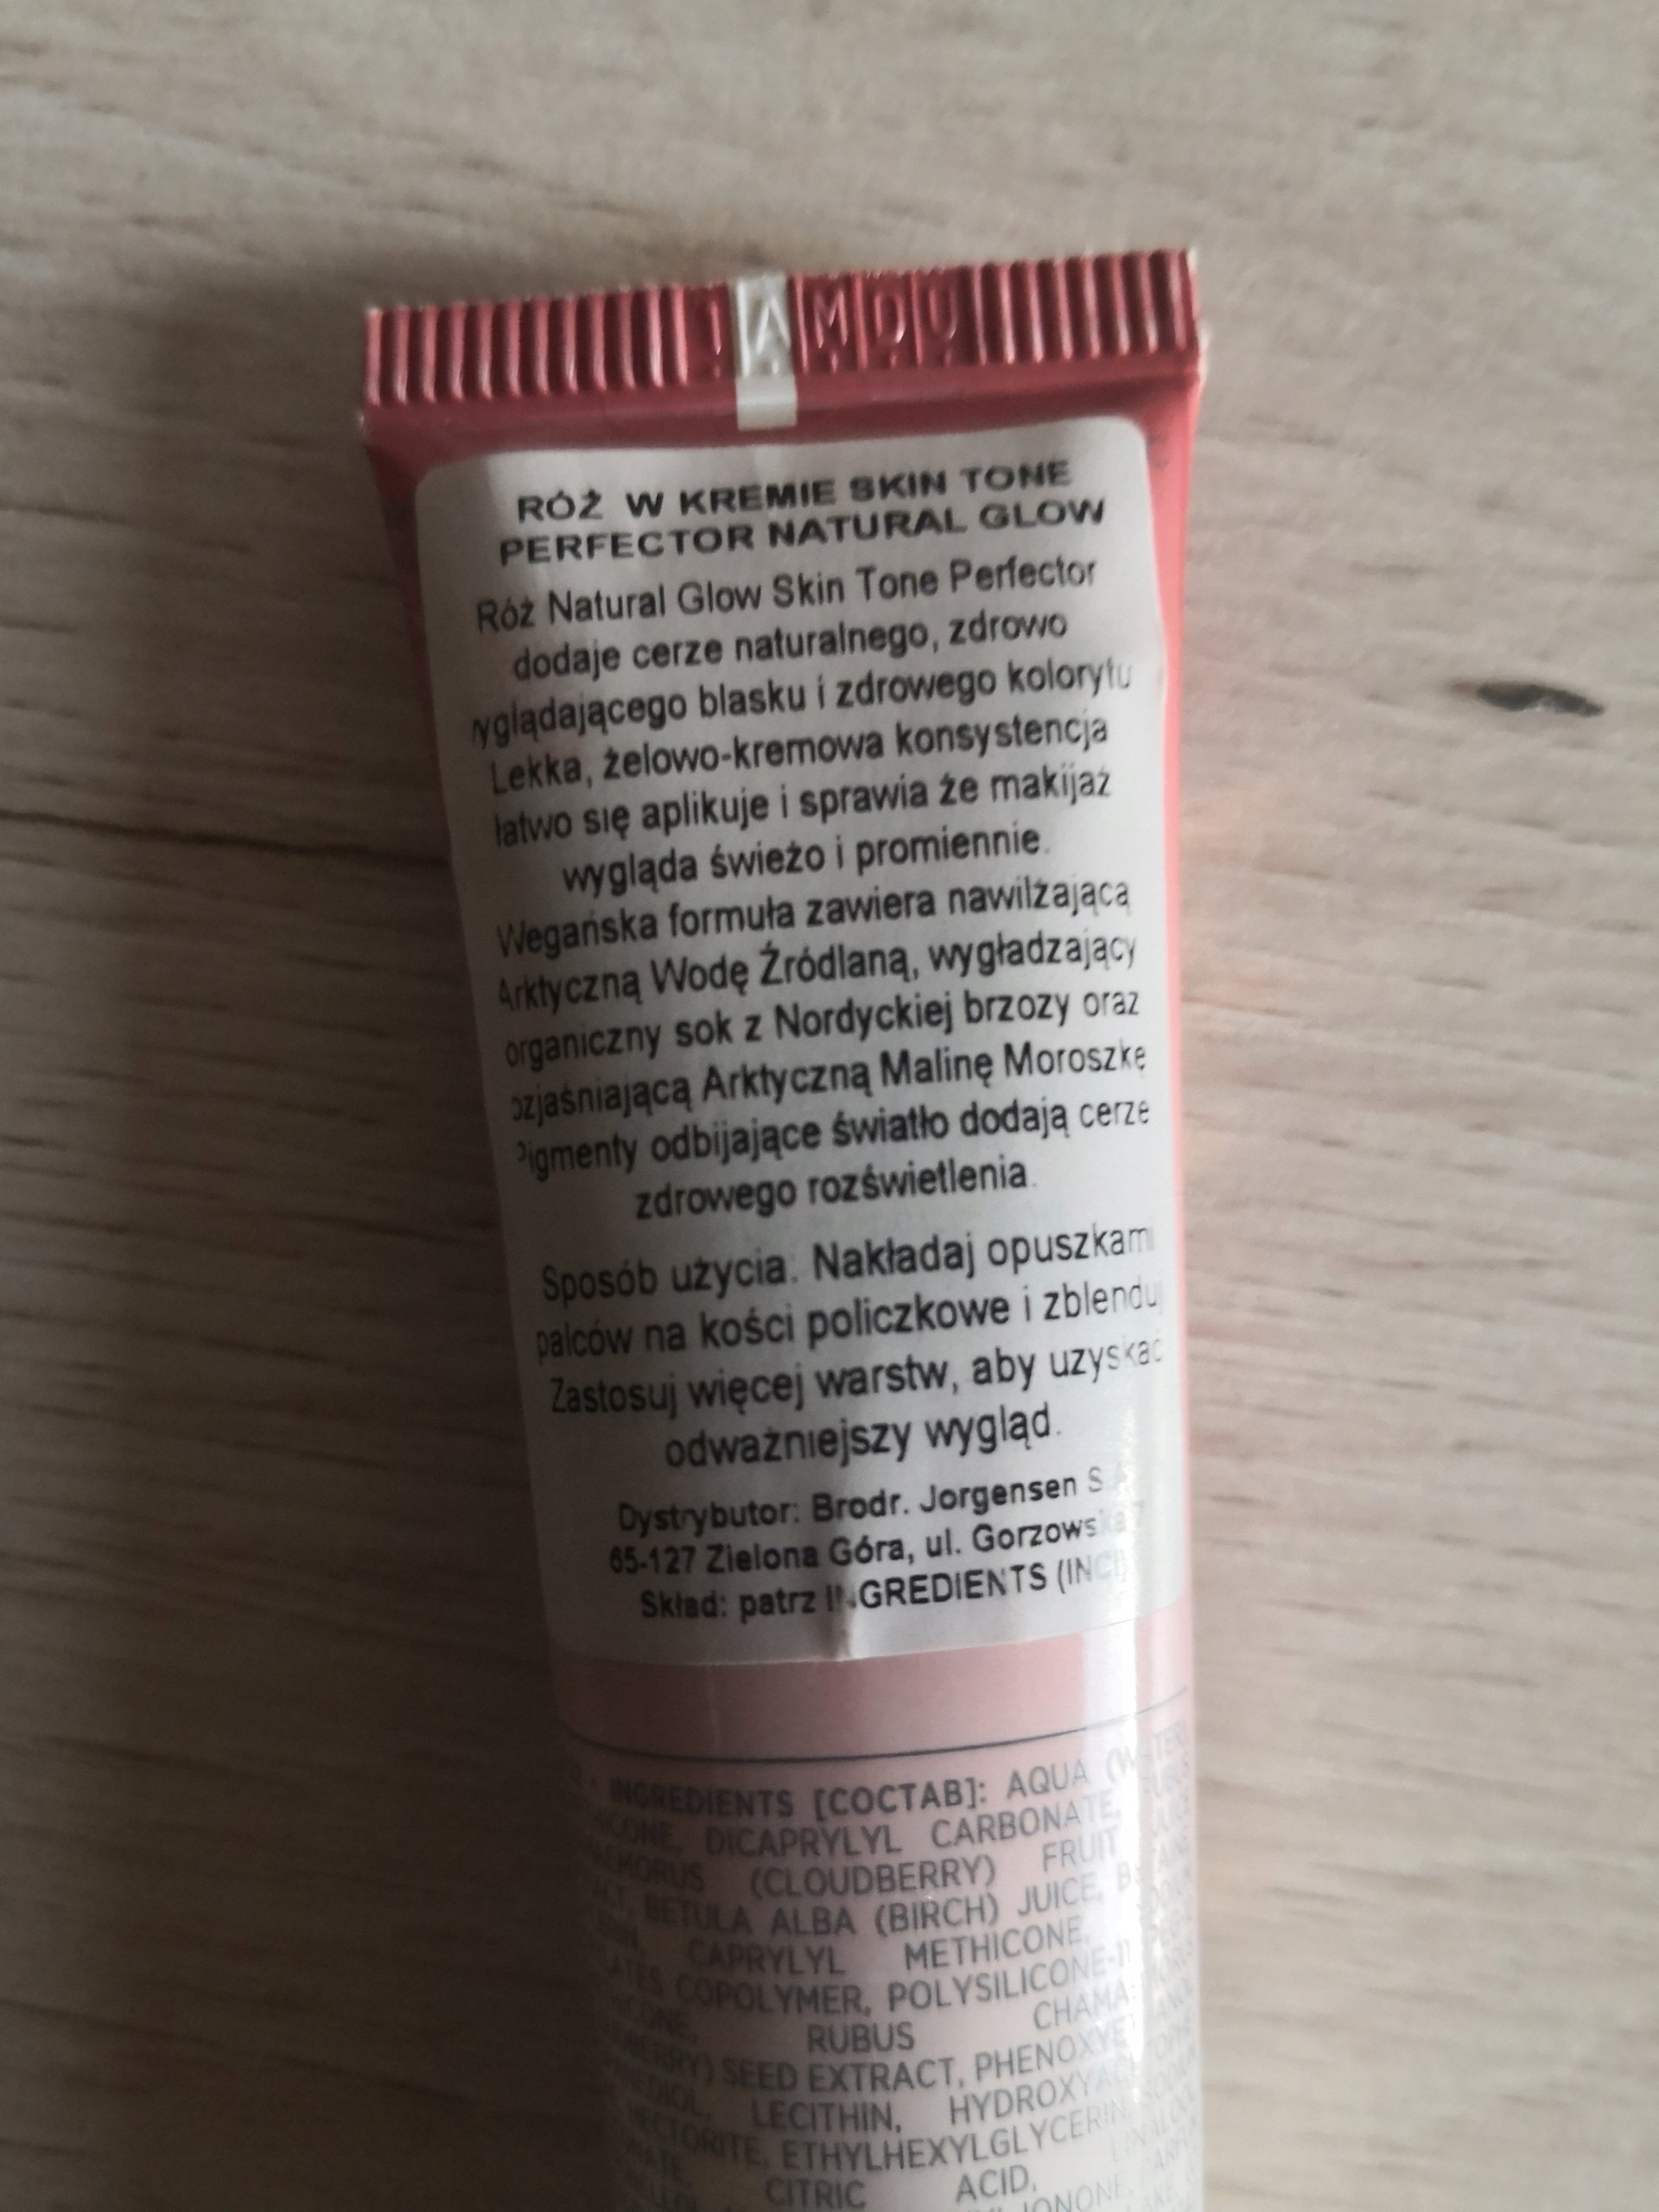 RÓŻ W KREMIE SKIN TONE
PERFECTOR NATURAL GLOW
Róż Natural Glow Skin Tone Perfector
dodaje cerze naturalnego, zdrowo
yglądającego blasku i zdrowego kolorytu
Lekka, żelowo-kremowa konsystencja
łatwo się aplikuje i sprawia że makijaż
wygląda świeżo i promiennie.
Wegańska formuła zawiera nawilżającą
Arktyczną Wodę Źródlaną, wygładzający
organiczny sok z Nordyckiej brzozy oraz
ozjaśniającą Arktyczną Malinę Moroszkę
Pigmenty odbijające światło dodają cerze
zdrowego rozświetlenia.
Sposób użycia. Nakładaj opuszkami
palców na kości policzkowe i zblenduj
Zastosuj więcej warstw, aby uzyskać
odważniejszy wygląd.
Dystrybutor: Brodr. Jorgensen S.A
65-127 Zielona Góra, ul. Gorzowska 7
Skład: patrz INGREDIENTS (INCI)
INGREDIENTS [COCTAB]: AQUA (WATER)
DICAPRYLYL CARBONATE,
(CLOUDBERRY) FRUIT
BETULA ALBA (BIRCH) JUICE,
CAPRYLYL METHICONE,
COPOLYMER, POLYSILICONE-11
RUBUS
SEED EXTRACT,
LECITHIN,
ETHYLHEXYLGLYCERIN,
CITRIC ACID,